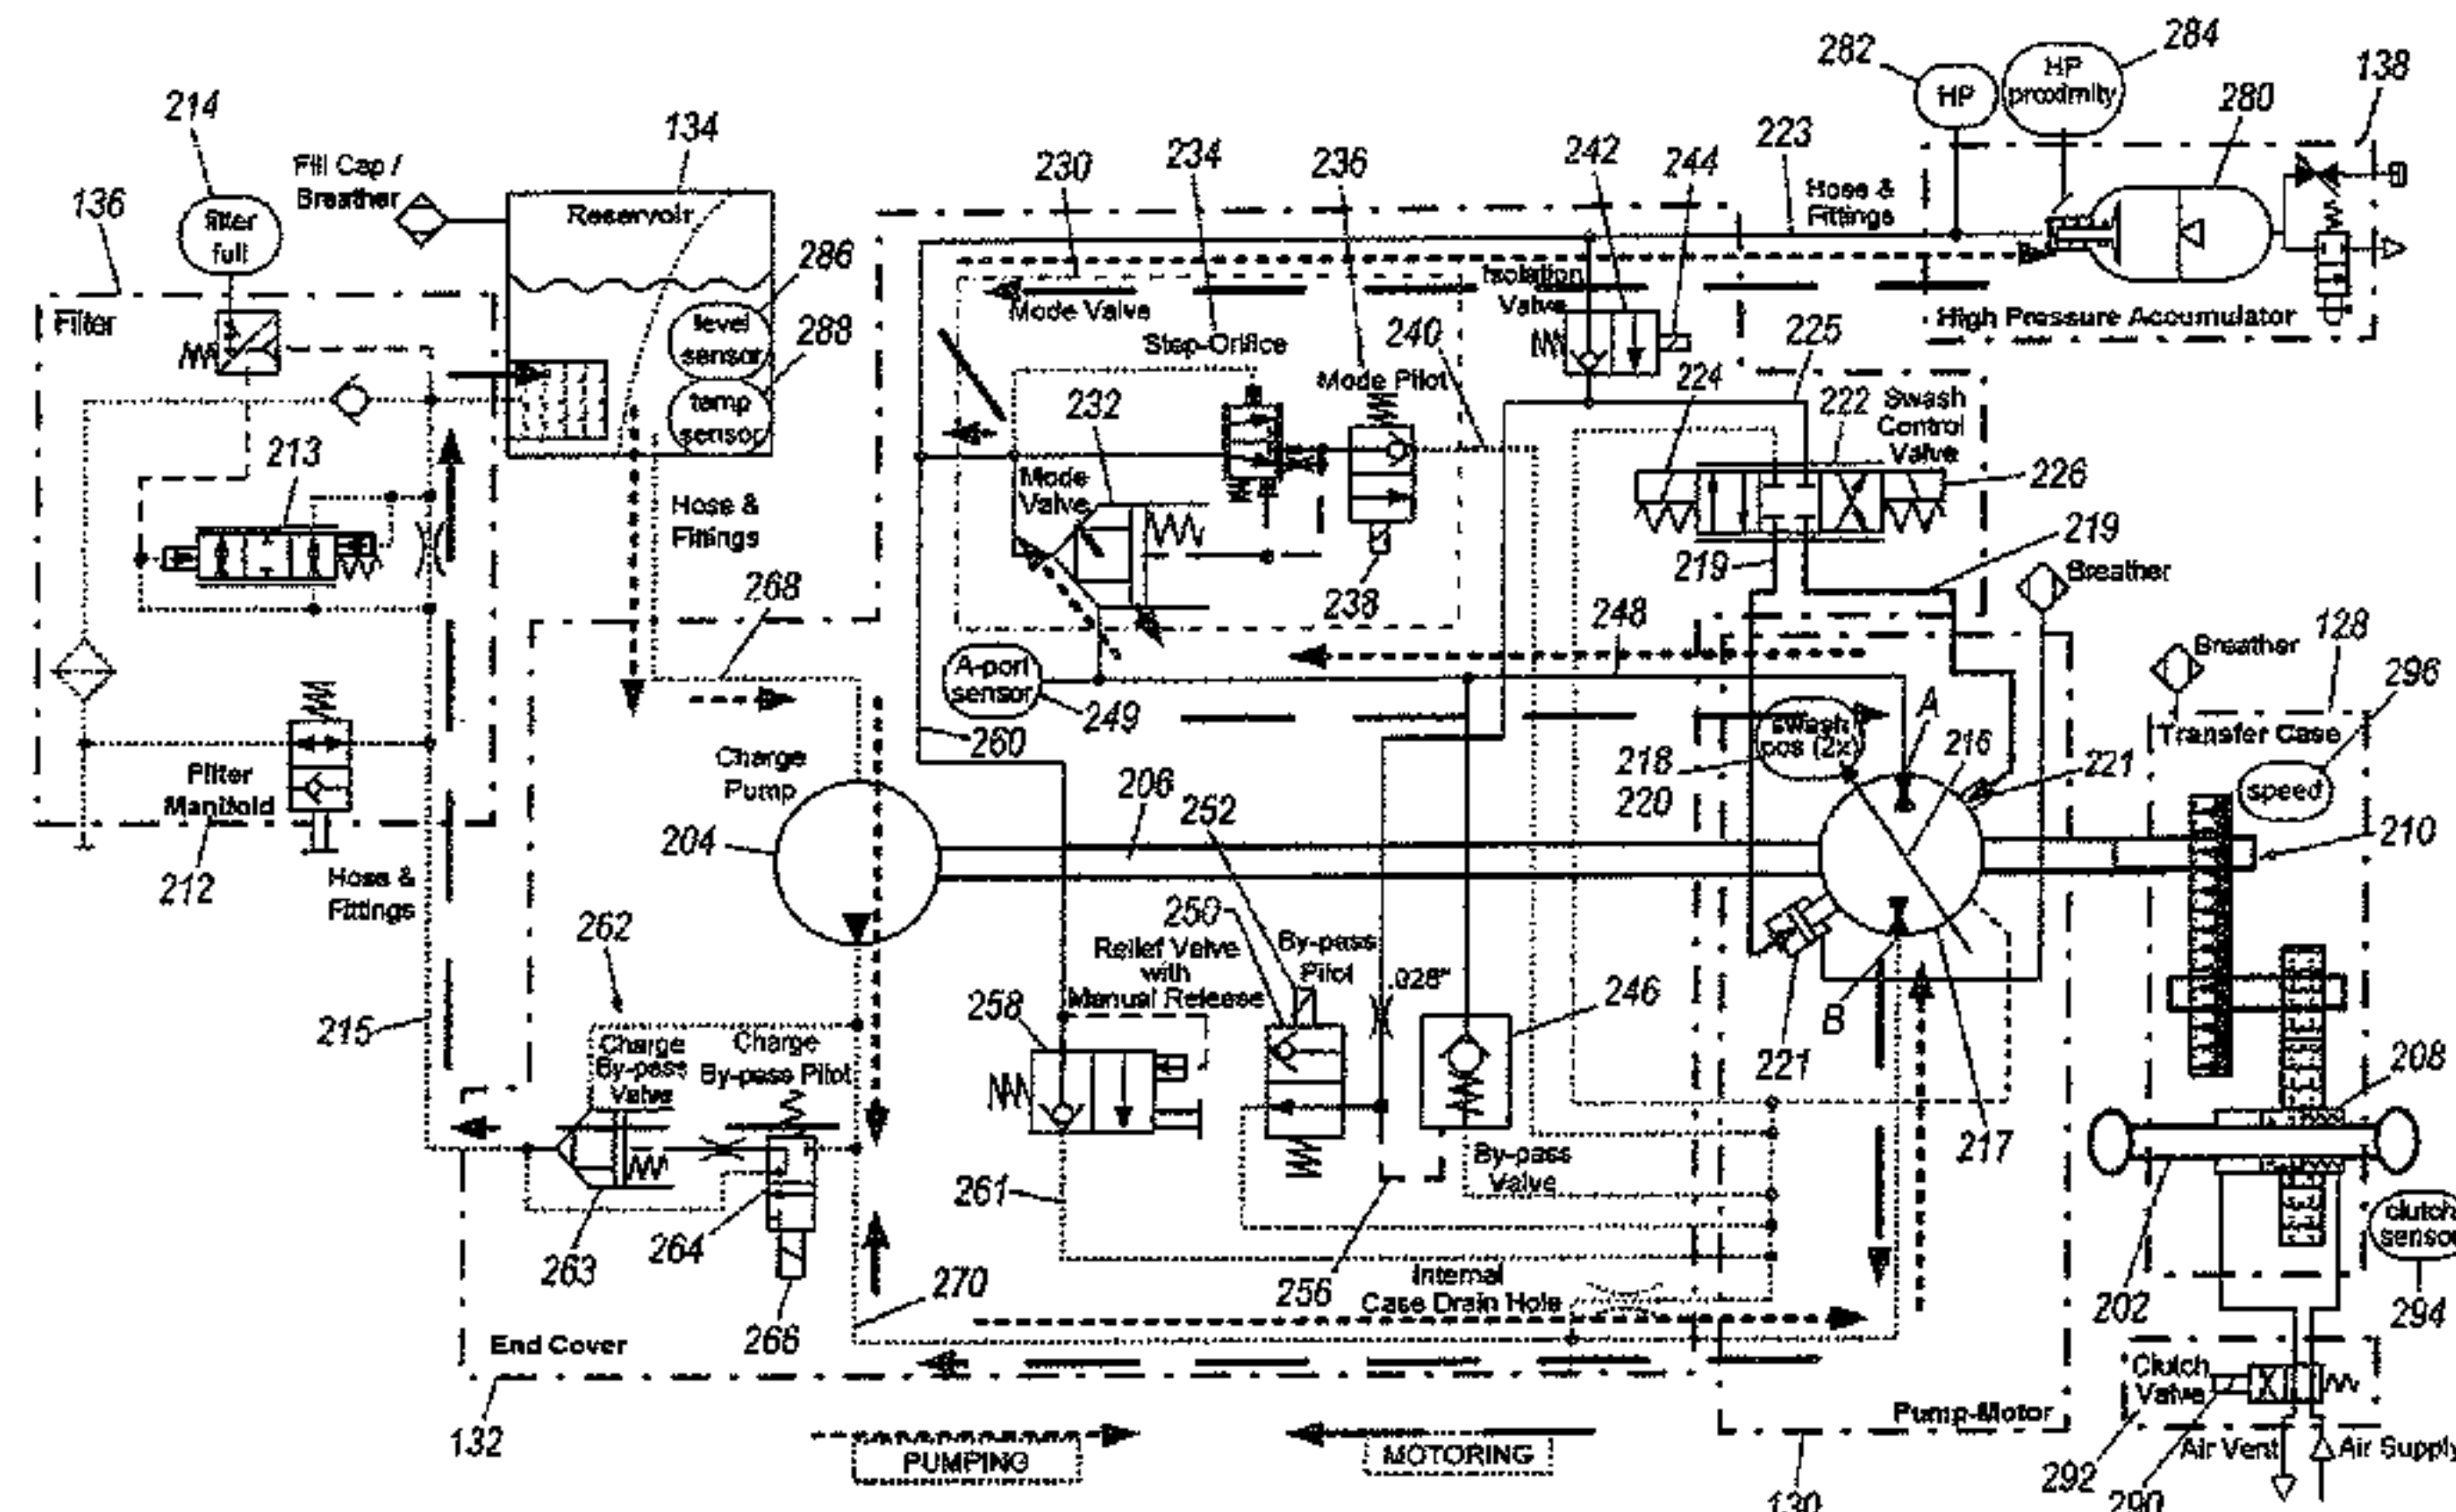 282
HP
HP
proximity
284
138
280
214
Fill Cap /
Breather
134
136
filter
full
Filter
Reservoir
286
level
sensor
288
temp
sensor
230
234
236
242
244
223
Hose &
Fittings
High Pressure Accumulator
Mode Valve
Step-Orifice
Isolation
Valve
240
Mode Pilot
225
224
222
Swash
Control
Valve
226
232
Mode
Valve
213
Hose &
Fittings
268
238
219
219
Breather
248
A-port
sensor
249
260
swash
pos (2x)
A
216
218
220
221
Breather
128
296
Transfer Case
speed
210
Filter
Manifold
212
Hose &
Fittings
Charge
Pump
204
206
252
250
Relief Valve
with
Manual Release
By-pass
Pilot
.028"
246
258
262
Charge
By-pass
Valve
Charge
By-pass Pilot
215
263
264
266
261
256
By-pass
Valve
221
B
217
208
clutch
sensor
294
202
270
Internal
Case Drain Hole
End Cover
132
PUMPING
MOTORING
Pump-Motor
130
Clutch
Valve
Air Vent
Air Supply
292
290